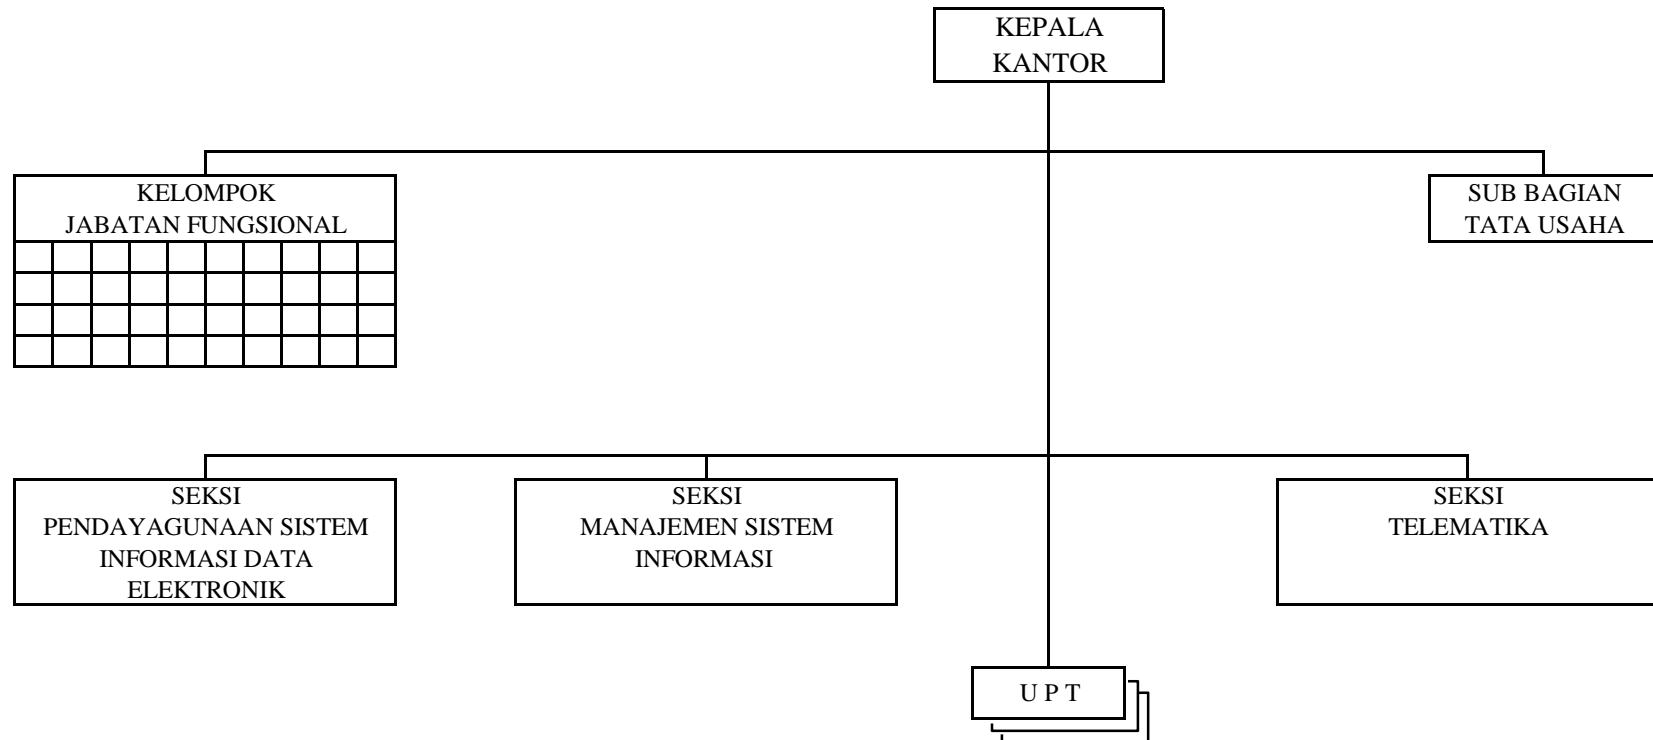 KEPALA
KANTOR
KELOMPOK
JABATAN FUNGSIONAL
SUB BAGIAN
TATA USAHA
SEKSI
PENDAYAGUNAAN SISTEM
INFORMASI DATA
ELEKTRONIK
SEKSI
MANAJEMEN SISTEM
INFORMASI
SEKSI
TELEMATIKA
U P T